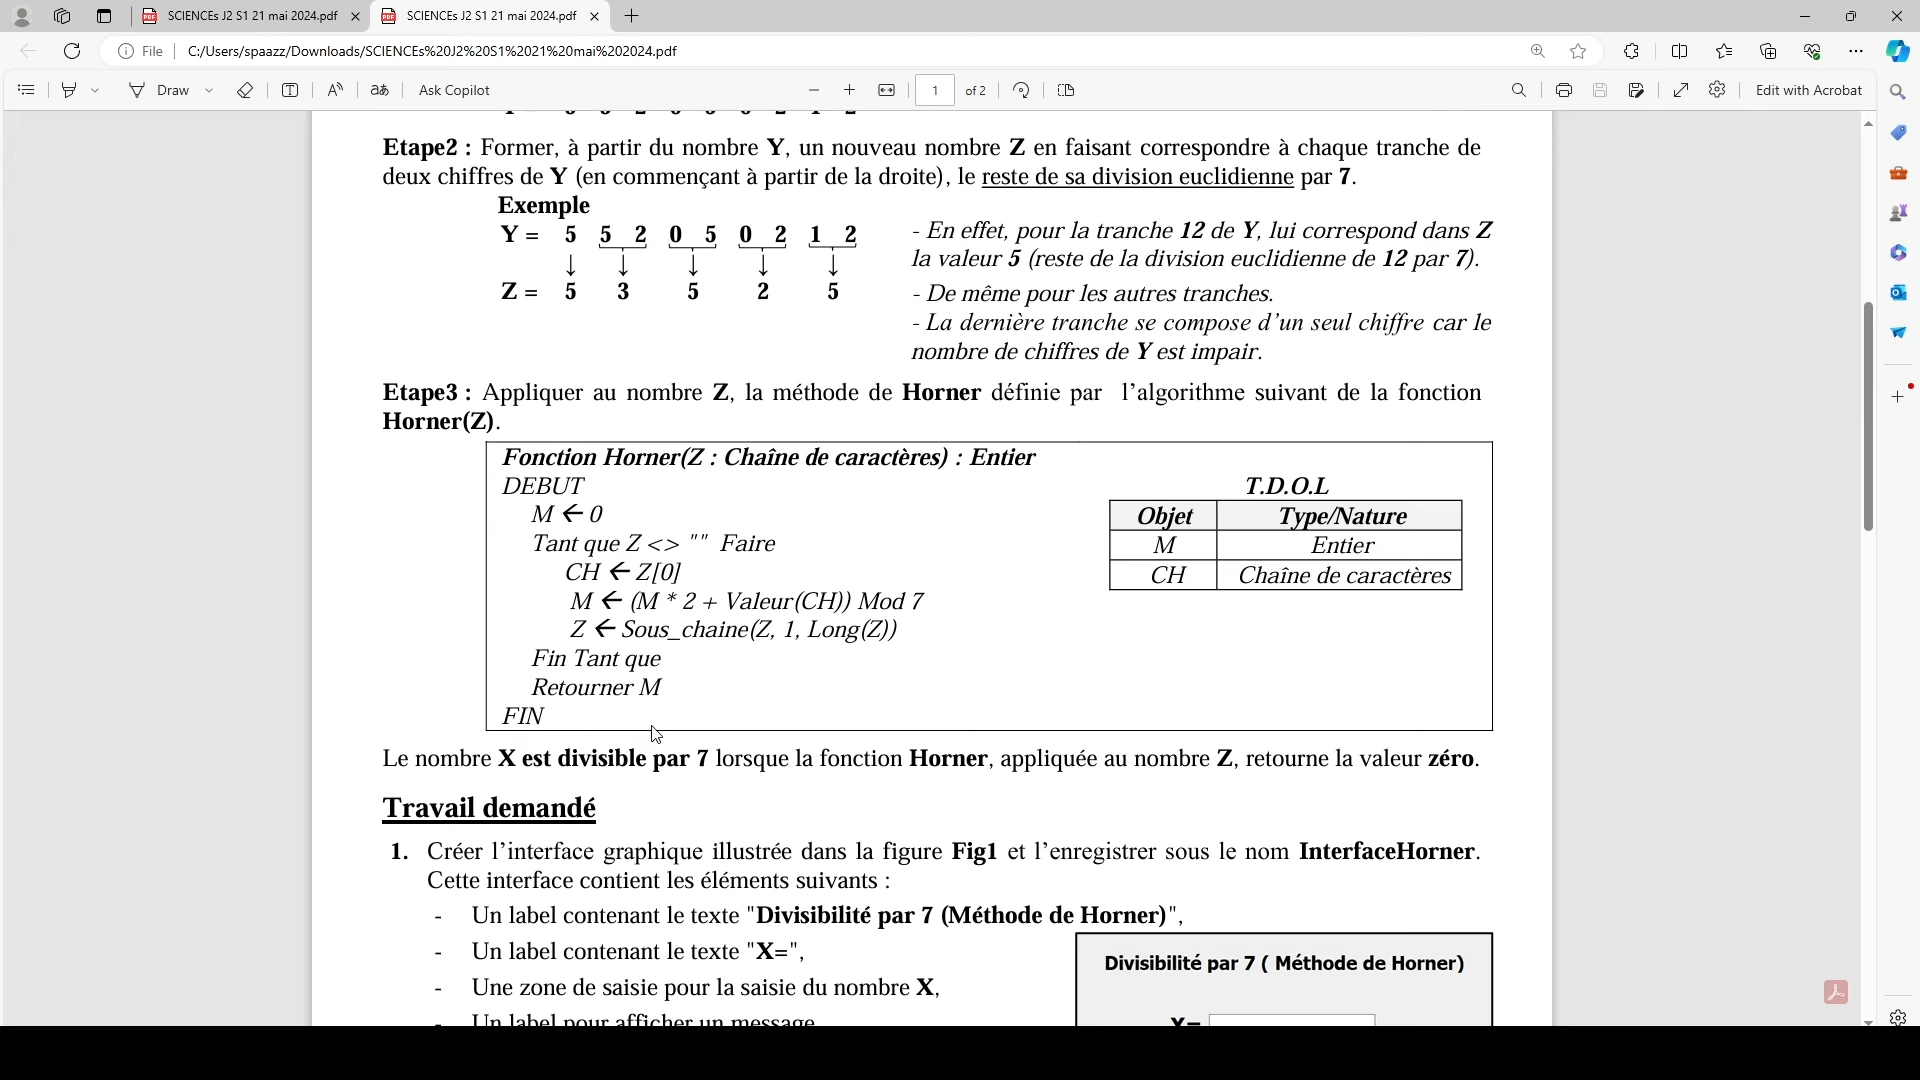 SCIENCEs J2 S1 21 mai 2024.pdf
SCIENCEs J2 S1 21 mai 2024.pdf
File
C:/Users/spaazz/Downloads/SCIENCEs%20J2%20S1%2021%20mai%202024.pdf
Draw
aあ
Ask Copilot
1 of 2
Edit with Acrobat
Etape2 : Former, à partir du nombre Y, un nouveau nombre Z en faisant correspondre à chaque tranche de
deux chiffres de Y (en commençant à partir de la droite), le reste de sa division euclidienne par 7.
Exemple
Y = 5 5 2 0 5 0 2 1 2
Z = 5 3 5 2 5
- En effet, pour la tranche 12 de Y, lui correspond dans Z
la valeur 5 (reste de la division euclidienne de 12 par 7).
- De même pour les autres tranches.
- La dernière tranche se compose d'un seul chiffre car le
nombre de chiffres de Y est impair.
Etape3 : Appliquer au nombre Z, la méthode de Horner définie par l'algorithme suivant de la fonction
Horner(Z).
Fonction Horner(Z : Chaîne de caractères) : Entier
DEBUT
M ← 0
Tant que Z <> "" Faire
CH ← Z[0]
M ← (M * 2 + Valeur(CH)) Mod 7
Z ← Sous_chaine(Z, 1, Long(Z))
Fin Tant que
Retourner M
FIN
T.D.O.L
Objet Type/Nature
M Entier
CH Chaîne de caractères
Le nombre X est divisible par 7 lorsque la fonction Horner, appliquée au nombre Z, retourne la valeur zéro.
Travail demandé
1. Créer l'interface graphique illustrée dans la figure Fig1 et l'enregistrer sous le nom InterfaceHorner.
Cette interface contient les éléments suivants :
- Un label contenant le texte "Divisibilité par 7 (Méthode de Horner)",
- Un label contenant le texte "X=",
- Une zone de saisie pour la saisie du nombre X,
- Un label pour afficher un message
Divisibilité par 7 ( Méthode de Horner)
X=